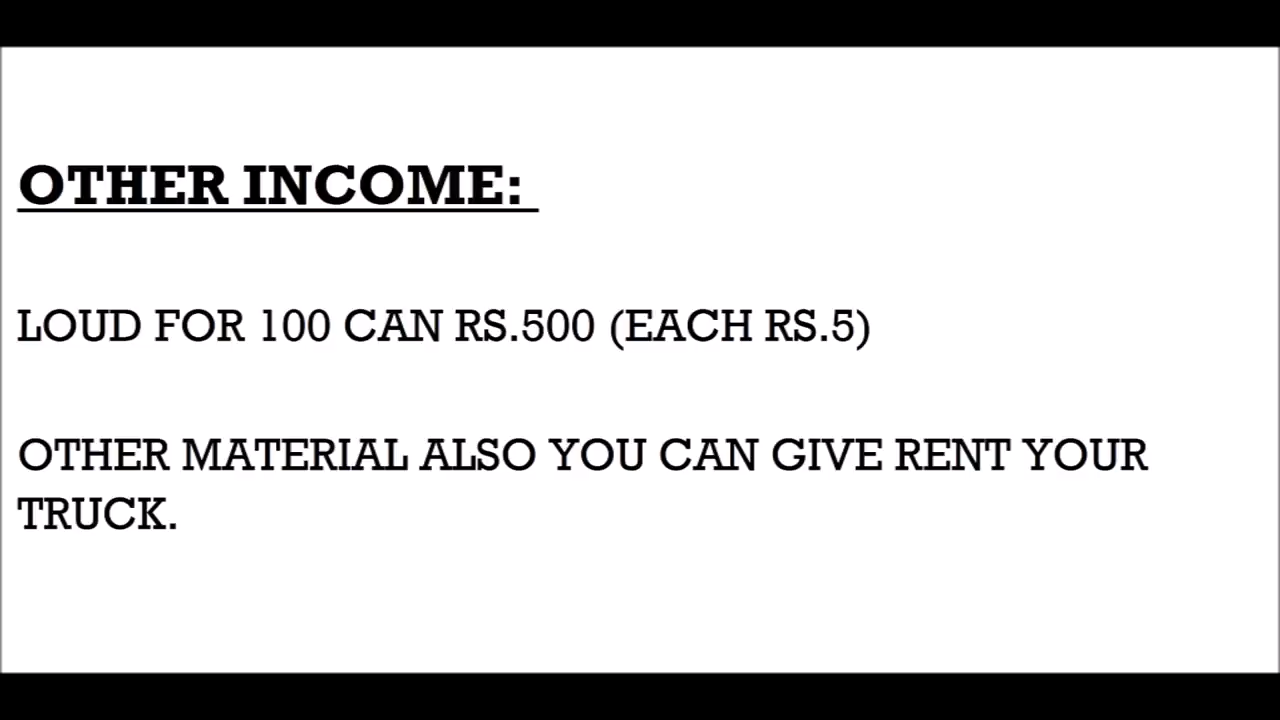 OTHER INCOME:
LOUD FOR 100 CAN RS.500 (EACH RS.5)
OTHER MATERIAL ALSO YOU CAN GIVE RENT YOUR
TRUCK.